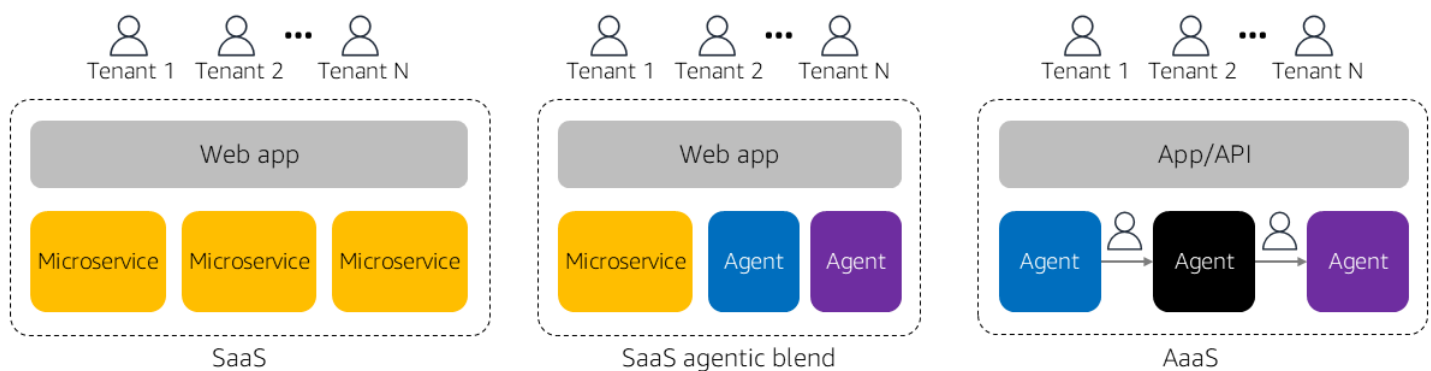 Tenant 1 Tenant 2 ••• Tenant N
Web app
Microservice Microservice Microservice
SaaS
Tenant 1 Tenant 2 ••• Tenant N
Web app
Microservice Agent Agent
SaaS agentic blend
Tenant 1 Tenant 2 ••• Tenant N
App/API
Agent Agent Agent
AaaS